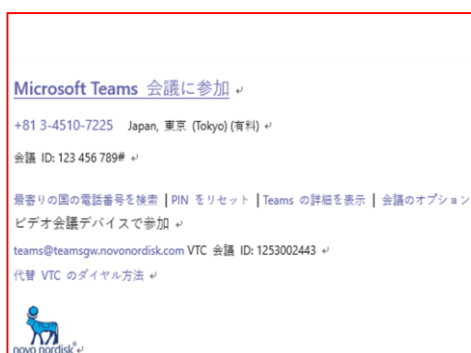 Microsoft Teams 会議に参加
+81 3-4510-7225 Japan, 東京 (Tokyo) (有料)
会議 ID: 123 456 789#
最寄りの国の電話番号を検索 | PIN をリセット | Teams の詳細を表示 | 会議のオプション
ビデオ会議デバイスで参加
teams@teamsgw.novonordisk.com VTC 会議 ID: 1253002443
代替 VTC のダイヤル方法
novo nordisk®